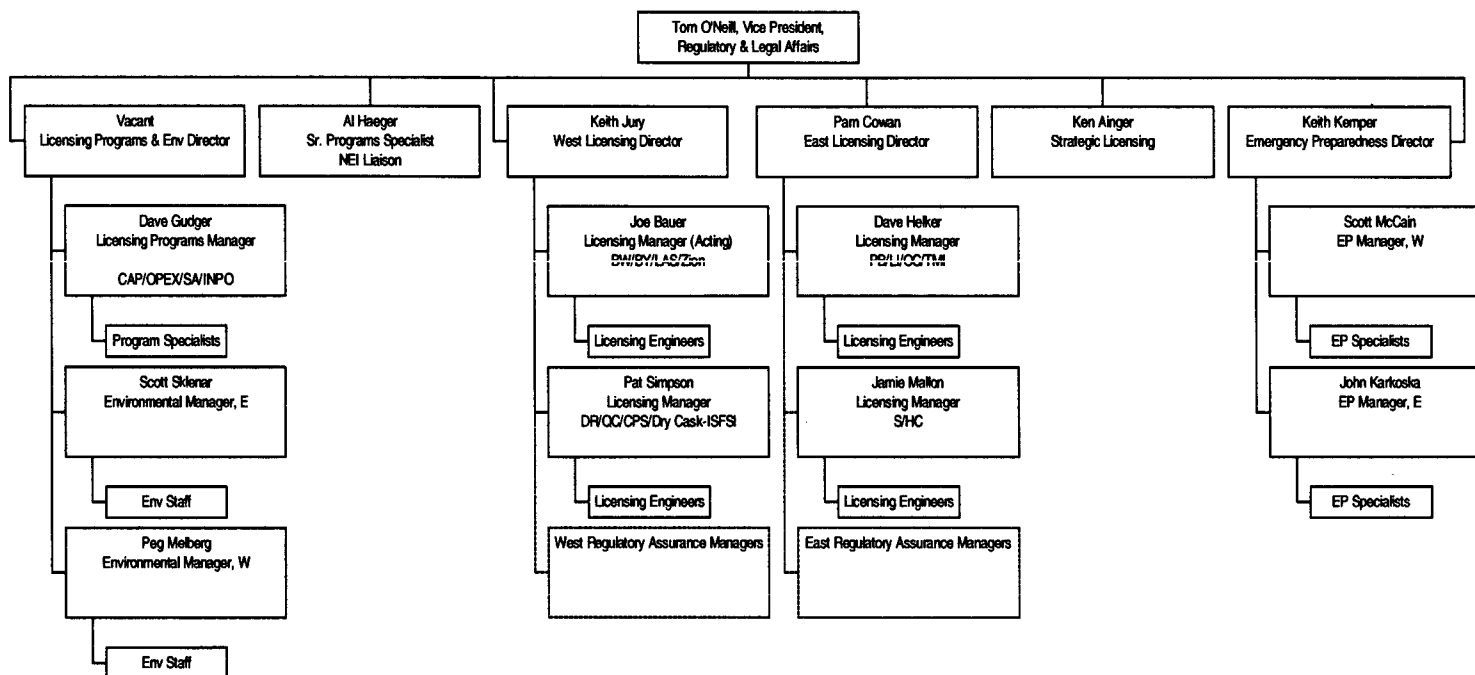 Tom O'Neill, Vice President,
Regulatory & Legal Affairs
Vacant
Licensing Programs & Env Director
Al Haeger
Sr. Programs Specialist
NEI Liaison
Keith Jury
West Licensing Director
Pam Cowan
East Licensing Director
Ken Ainger
Strategic Licensing
Keith Kemper
Emergency Preparedness Director
Dave Gudger
Licensing Programs Manager
CAP/OPEX/SA/INPO
Program Specialists
Scott Sklenar
Environmental Manager, E
Env Staff
Peg Melberg
Environmental Manager, W
Env Staff
Joe Bauer
Licensing Manager (Acting)
BW/BY/LAS/Zion
Licensing Engineers
Pat Simpson
Licensing Manager
DR/QC/CPS/Dry Cask-ISFSI
Licensing Engineers
West Regulatory Assurance Managers
Dave Helker
Licensing Manager
PB/LI/OC/TMI
Licensing Engineers
Jamie Mallon
Licensing Manager
S/HC
Licensing Engineers
East Regulatory Assurance Managers
Scott McCain
EP Manager, W
EP Specialists
John Karkoska
EP Manager, E
EP Specialists